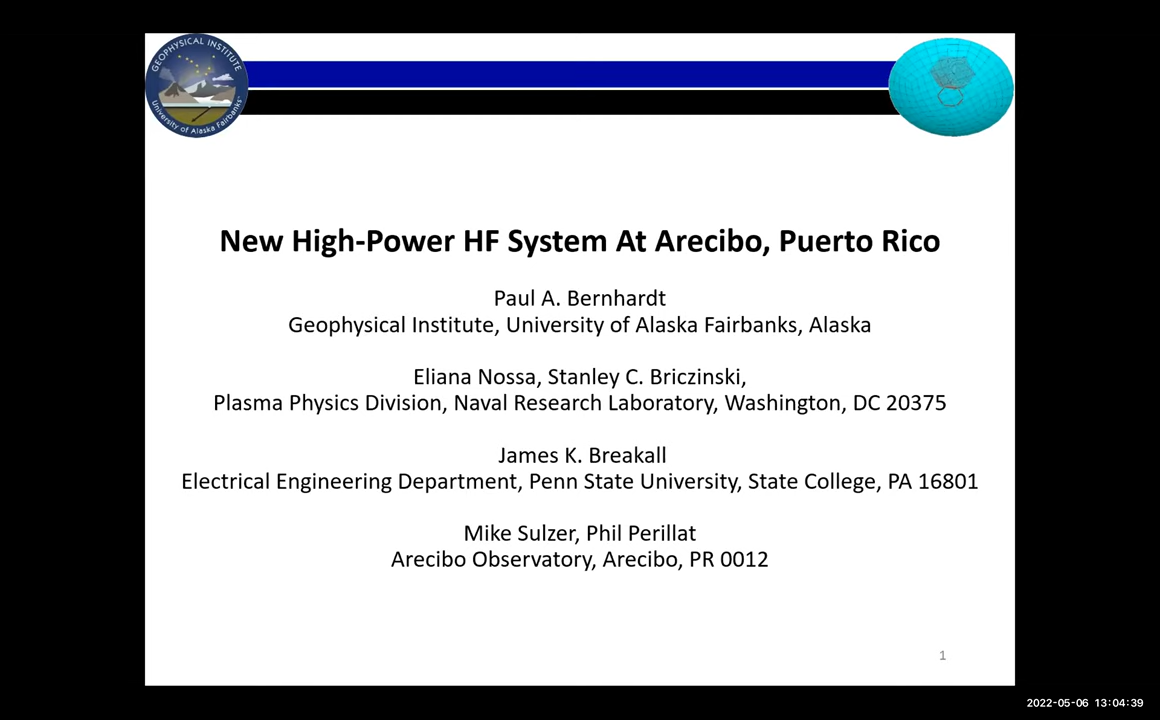 GEOPHYSICAL INSTITUTE
University of Alaska Fairbanks
New High-Power HF System At Arecibo, Puerto Rico
Paul A. Bernhardt
Geophysical Institute, University of Alaska Fairbanks, Alaska
Eliana Nossa, Stanley C. Briczinski,
Plasma Physics Division, Naval Research Laboratory, Washington, DC 20375
James K. Breakall
Electrical Engineering Department, Penn State University, State College, PA 16801
Mike Sulzer, Phil Perillat
Arecibo Observatory, Arecibo, PR 0012
1
2022-05-06 13:04:39